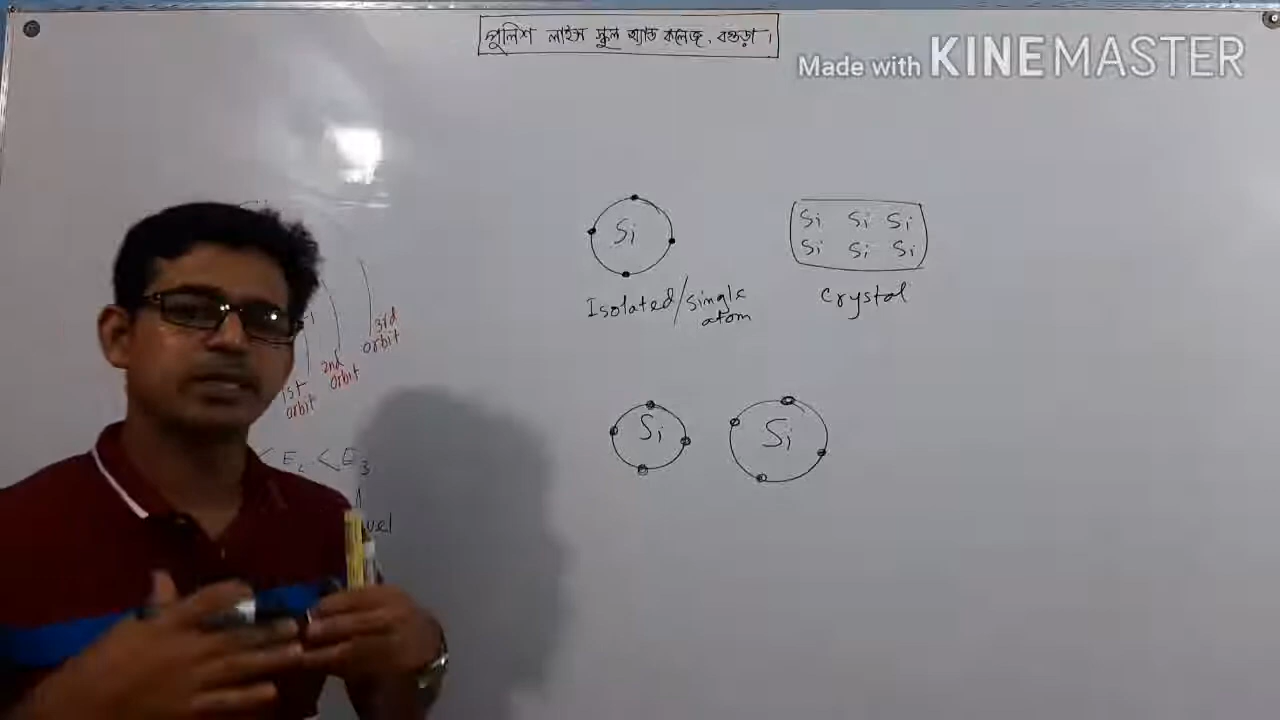 পুলিশ লাইন্স স্কুল অ্যান্ড কলেজ, বগুড়া।
Made with KINEMASTER
Si
Si Si Si
Si Si Si
Isolated/Single
atom
Crystal
3rd
orbit
2nd
orbit
1st
orbit
Si
Si
< E₂ < E₃